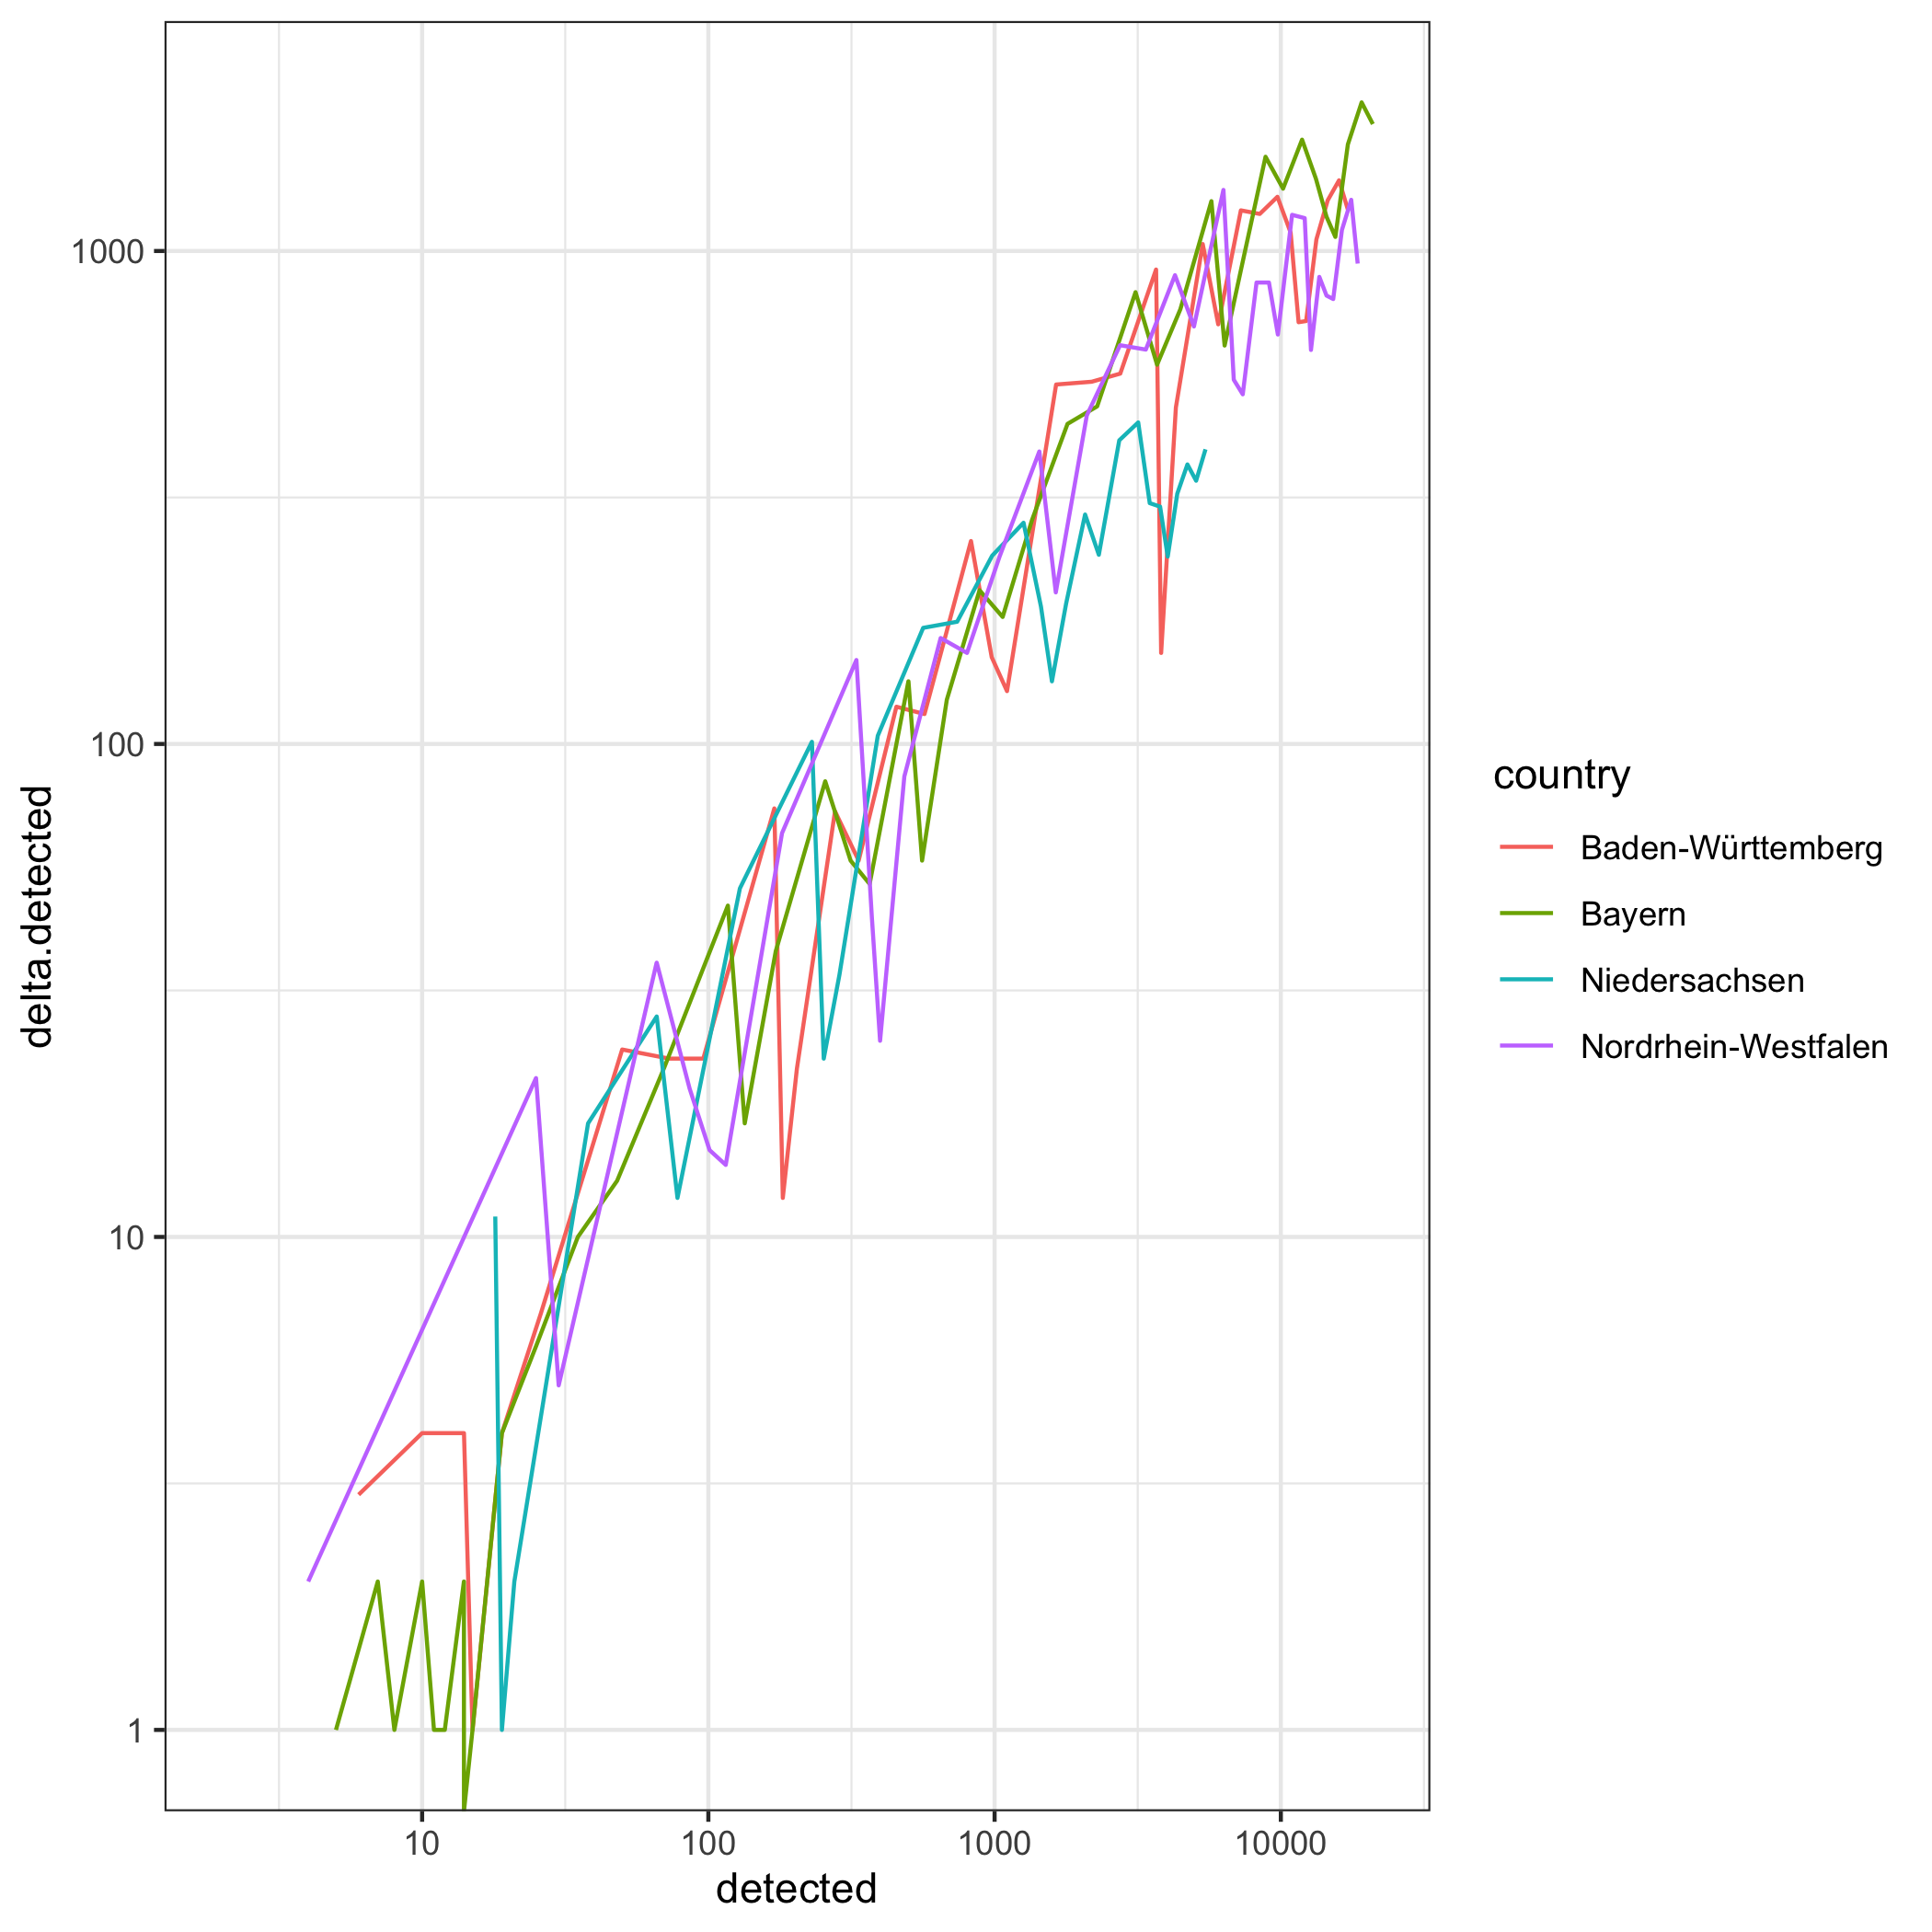 1000
100
10
1
delta.detected
10
100
1000
10000
detected
country
Baden-Württemberg
Bayern
Niedersachsen
Nordrhein-Westfalen